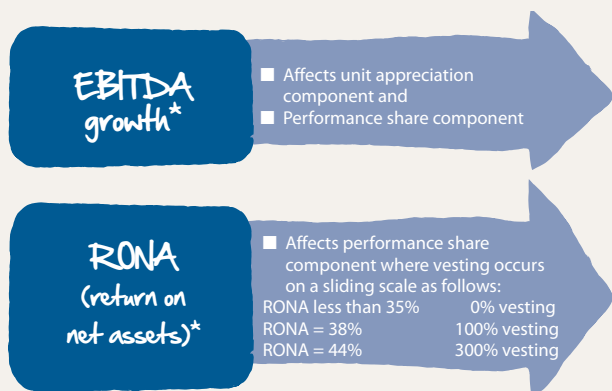 EBITDA
growth*
■ Affects unit appreciation
component and
■ Performance share component
RONA
(return on
net assets)*
■ Affects performance share
component where vesting occurs
on a sliding scale as follows:
RONA less than 35% 0% vesting
RONA = 38% 100% vesting
RONA = 44% 300% vesting